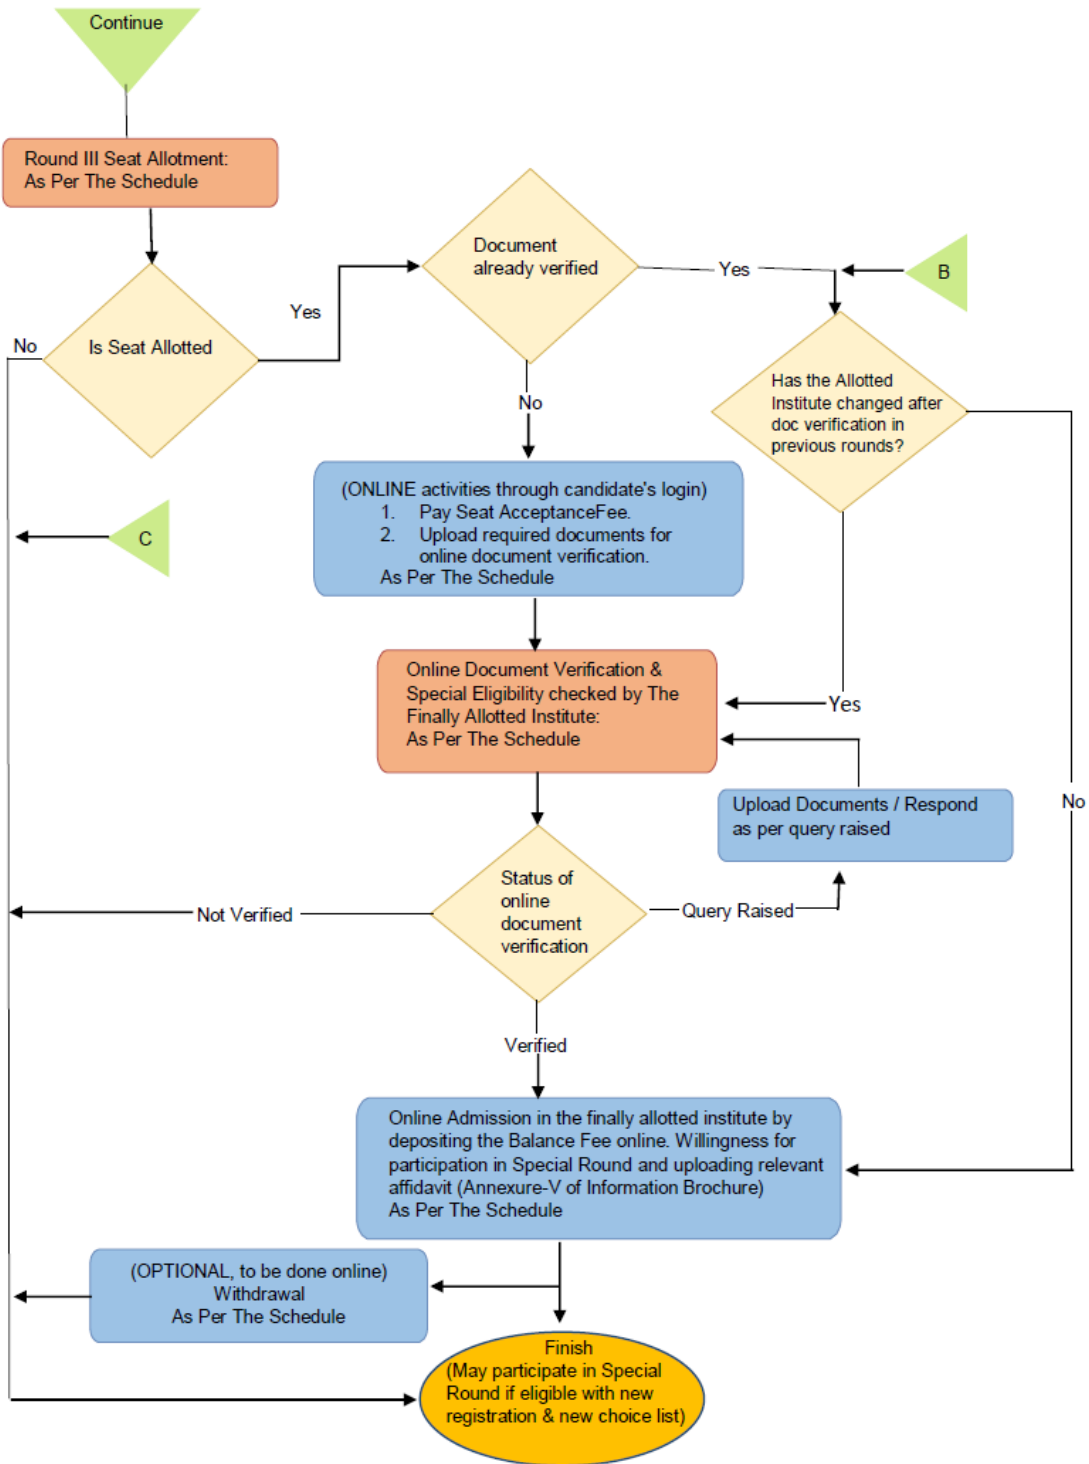 Continue
Round III Seat Allotment:
As Per The Schedule
Document
already verified
Yes
B
Yes
No
Is Seat Allotted
Has the Allotted
Institute changed after
doc verification in
previous rounds?
No
(ONLINE activities through candidate's login)
1. Pay Seat AcceptanceFee.
2. Upload required documents for
online document verification.
As Per The Schedule
C
Online Document Verification &
Special Eligibility checked by The
Finally Allotted Institute:
As Per The Schedule
Yes
No
Upload Documents / Respond
as per query raised
Status of
online
document
verification
Not Verified
Query Raised
Verified
Online Admission in the finally allotted institute by
depositing the Balance Fee online. Willingness for
participation in Special Round and uploading relevant
affidavit (Annexure-V of Information Brochure)
As Per The Schedule
(OPTIONAL, to be done online)
Withdrawal
As Per The Schedule
Finish
(May participate in Special
Round if eligible with new
registration & new choice list)